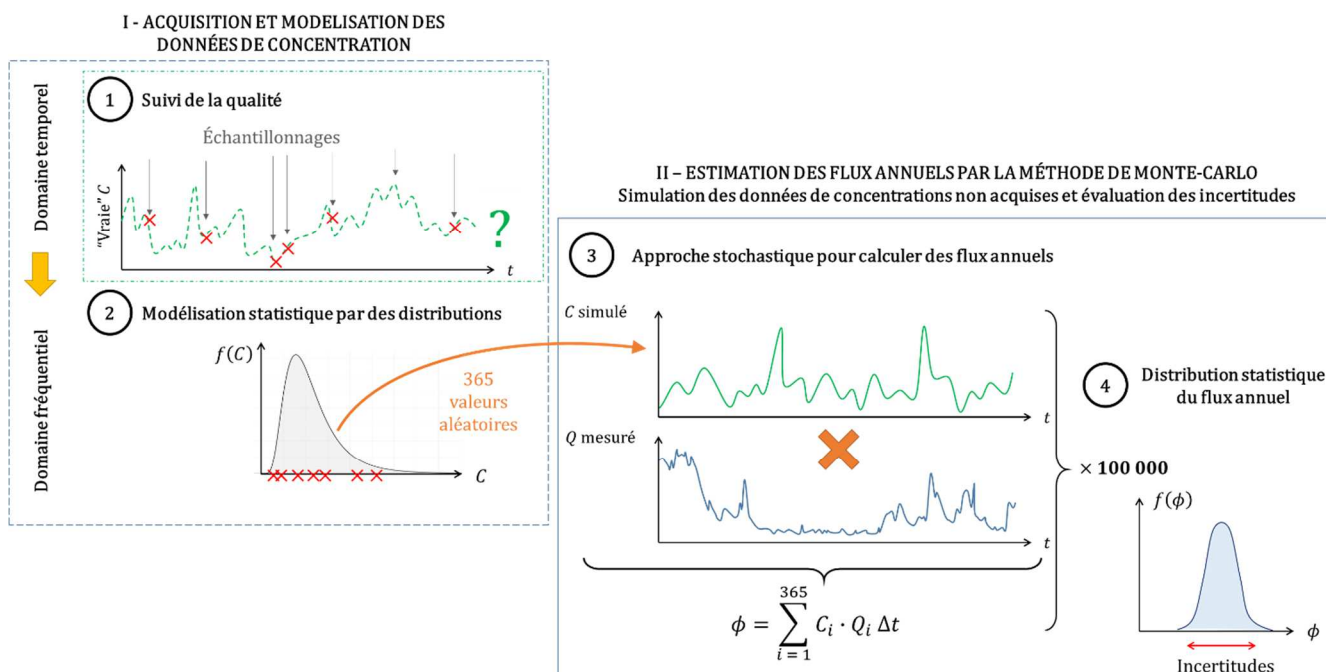 I - ACQUISITION ET MODELISATION DES
DONNÉES DE CONCENTRATION
Domaine temporel
Domaine fréquentiel
1
Suivi de la qualité
Échantillonnages
"Vraie" C
?
t
2
Modélisation statistique par des distributions
f(C)
365
valeurs
aléatoires
C
II – ESTIMATION DES FLUX ANNUELS PAR LA MÉTHODE DE MONTE-CARLO
Simulation des données de concentrations non acquises et évaluation des incertitudes
3
Approche stochastique pour calculer des flux annuels
C simulé
t
Q mesuré
t
365
ϕ = ∑ C_i · Q_i Δt
i = 1
4
Distribution statistique
du flux annuel
× 100 000
f(ϕ)
ϕ
Incertitudes